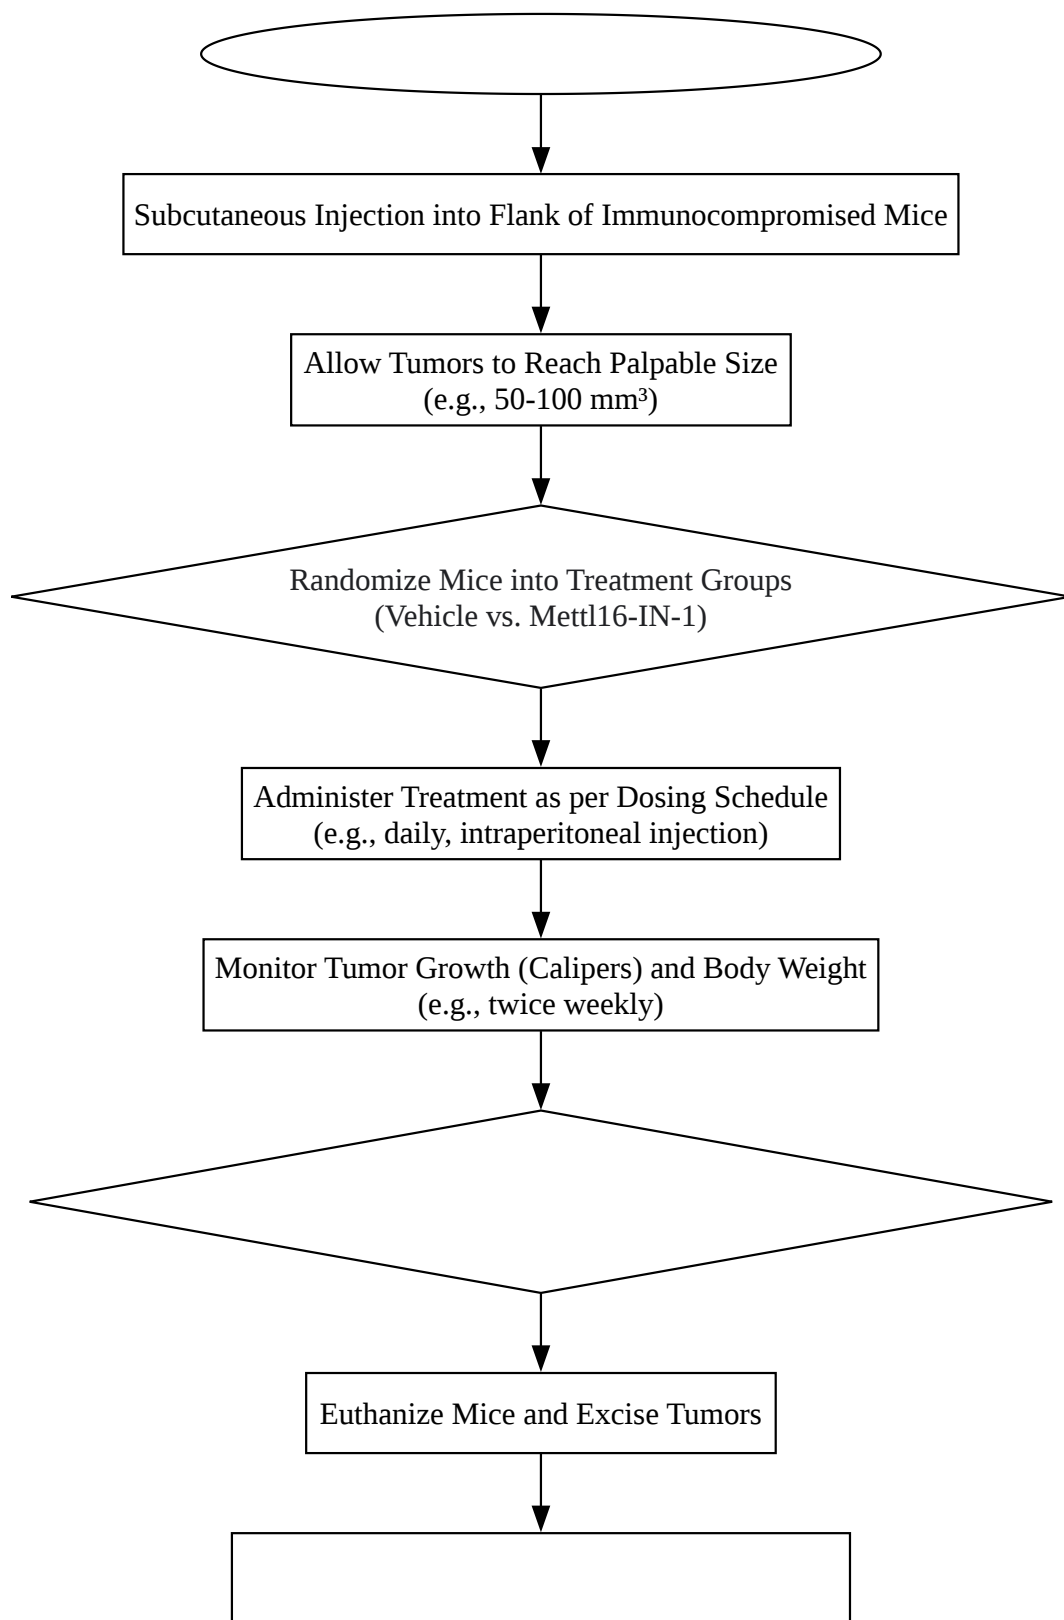 Subcutaneous Injection into Flank of Immunocompromised Mice
Allow Tumors to Reach Palpable Size
(e.g., 50-100 mm³)
Randomize Mice into Treatment Groups
(Vehicle vs. Mettl16-IN-1)
Administer Treatment as per Dosing Schedule
(e.g., daily, intraperitoneal injection)
Monitor Tumor Growth (Calipers) and Body Weight
(e.g., twice weekly)
Euthanize Mice and Excise Tumors